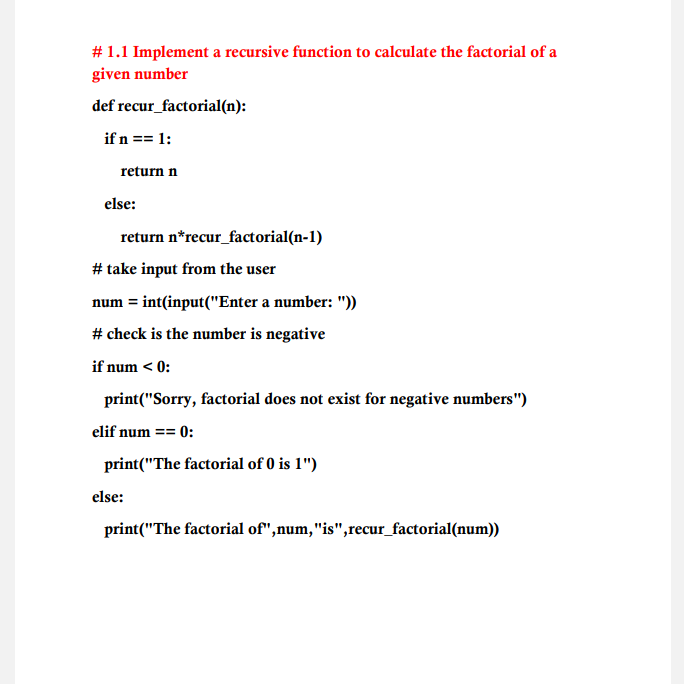 # 1.1 Implement a recursive function to calculate the factorial of a
given number
def recur_factorial(n):
if n == 1:
return n
else:
return n*recur_factorial(n-1)
# take input from the user
num = int(input("Enter a number: "))
# check is the number is negative
if num < 0:
print("Sorry, factorial does not exist for negative numbers")
elif num == 0:
print("The factorial of 0 is 1")
else:
print("The factorial of",num,"is",recur_factorial(num))